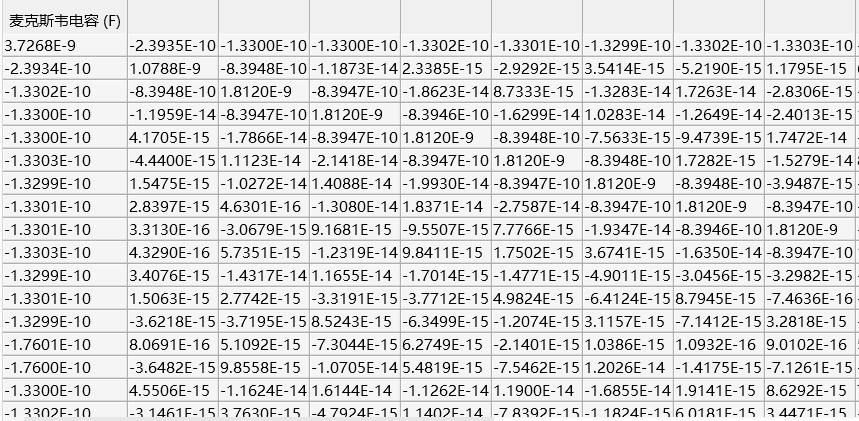 麦克斯韦电容 (F)
3.7268E-9 -2.3935E-10 -1.3300E-10 -1.3300E-10 -1.3302E-10 -1.3301E-10 -1.3299E-10 -1.3302E-10 -1.3303E-10
-2.3934E-10 1.0788E-9 -8.3948E-10 -1.1873E-14 2.3385E-15 -2.9292E-15 3.5414E-15 -5.2190E-15 1.1795E-15
-1.3302E-10 -8.3948E-10 1.8120E-9 -8.3947E-10 -1.8623E-14 8.7333E-15 -1.3283E-14 1.7263E-14 -2.8306E-15
-1.3300E-10 -1.1959E-14 -8.3947E-10 1.8120E-9 -8.3946E-10 -1.6299E-14 1.0283E-14 -1.2649E-14 -2.4013E-15
-1.3300E-10 4.1705E-15 -1.7866E-14 -8.3947E-10 1.8120E-9 -8.3948E-10 -7.5633E-15 -9.4739E-15 1.7472E-14
-1.3303E-10 -4.4400E-15 1.1123E-14 -2.1418E-14 -8.3947E-10 1.8120E-9 -8.3948E-10 1.7282E-15 -1.5279E-14
-1.3299E-10 1.5475E-15 -1.0272E-14 1.4088E-14 -1.9930E-14 -8.3947E-10 1.8120E-9 -8.3948E-10 -3.9487E-15
-1.3301E-10 2.8397E-15 4.6301E-16 -1.3080E-14 1.8371E-14 -2.7587E-14 -8.3947E-10 1.8120E-9 -8.3947E-10
-1.3301E-10 3.3130E-16 -3.0679E-15 9.1681E-15 -9.5507E-15 7.7766E-15 -1.9347E-14 -8.3946E-10 1.8120E-9
-1.3303E-10 4.3290E-16 5.7351E-15 -1.2319E-14 9.8411E-15 1.7502E-15 3.6741E-15 -1.6350E-14 -8.3947E-10
-1.3299E-10 3.4076E-15 -1.4317E-14 1.1655E-14 -1.7014E-15 -1.4771E-15 -4.9011E-15 -3.0456E-15 -3.2982E-15
-1.3301E-10 1.5063E-15 2.7742E-15 -3.3191E-15 -3.7712E-15 4.9824E-15 -6.4124E-15 8.7945E-15 -7.4636E-16
-1.3299E-10 -3.6218E-15 -3.7195E-15 8.5243E-15 -6.3499E-15 -1.2074E-15 3.1157E-15 -7.1412E-15 3.2818E-15
-1.7601E-10 8.0691E-16 5.1092E-15 -7.3044E-15 6.2749E-15 -2.1401E-15 1.0386E-15 1.0932E-16 9.0102E-16
-1.7600E-10 -3.6482E-15 9.8558E-15 -1.0705E-14 5.4819E-15 -7.5462E-15 1.2026E-14 -1.4175E-15 -7.1261E-15
-1.3300E-10 4.5506E-15 -1.1624E-14 1.6144E-14 -1.1262E-14 1.1900E-14 -1.6855E-14 1.9141E-15 8.6292E-15
-1.3302E-10 -3.1461E-15 3.7630E-15 -4.7924E-15 1.1402E-14 -7.8392E-15 -1.1824E-15 6.0181E-15 3.4471E-15